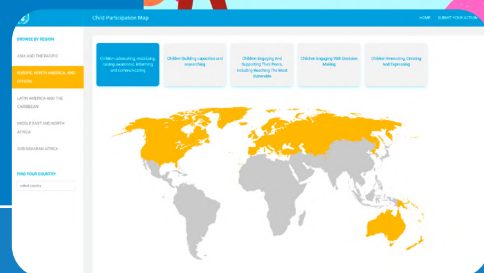 Child Participation Map
HOME
SUBMIT YOUR ACTION
BROWSE BY REGION
ASIA AND THE PACIFIC
EUROPE, NORTH AMERICA, AND
OCEANIA
LATIN AMERICA AND THE
CARIBBEAN
MIDDLE EAST AND NORTH
AFRICA
SUB-SAHARAN AFRICA
FIND YOUR COUNTRY
select country
Children advocating, mobilizing,
raising awareness, informing
and communicating
Children building capacities and
researching
Children Engaging And
Supporting Their Peers,
Including Reaching The Most
Vulnerable
Children Engaging With Decision
Making
Children Innovating, Creating
And Expressing